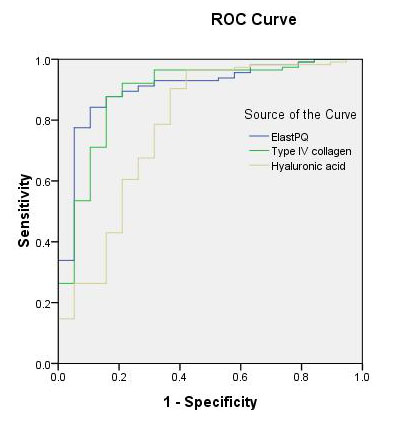 ROC Curve
Source of the Curve
ElastPQ
Type IV collagen
Hyaluronic acid
Sensitivity
1.0
0.8
0.6
0.4
0.2
0.0
0.0 0.2 0.4 0.6 0.8 1.0
1 - Specificity